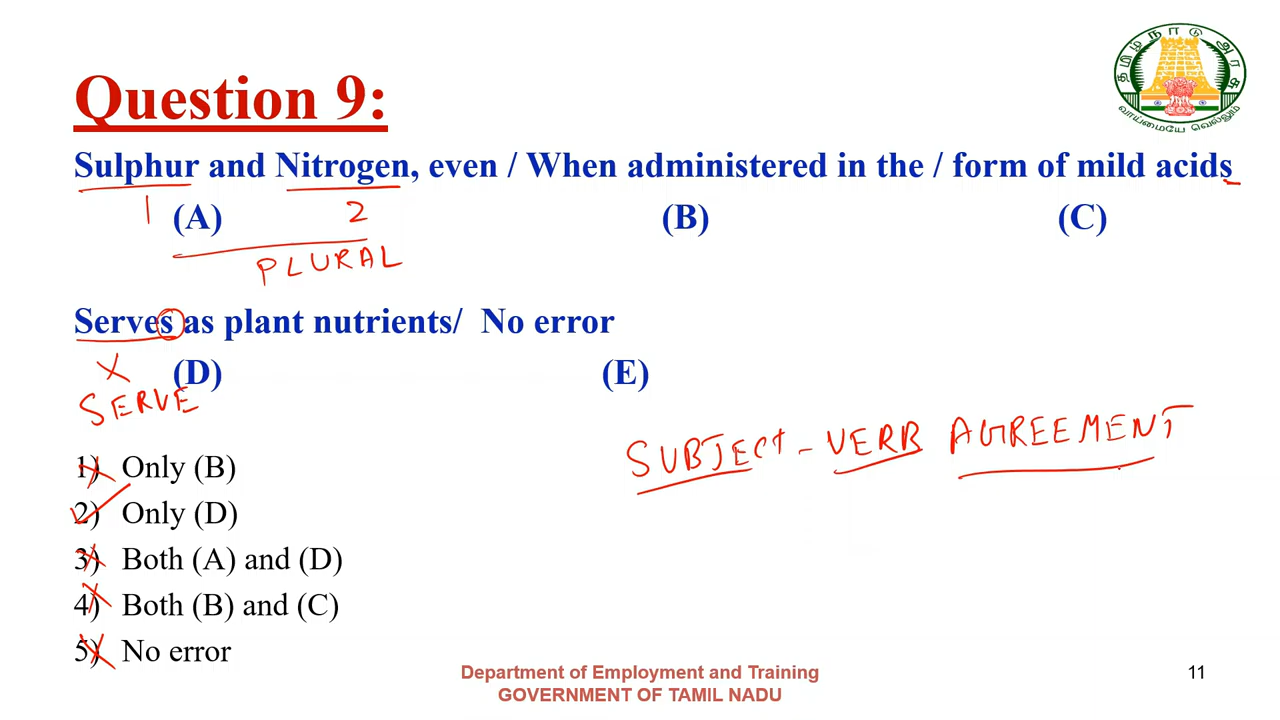 Question 9:
தமிழ் நாடு அரசு
வாய்மையே வெல்லும்
Sulphur and Nitrogen, even / When administered in the / form of mild acids
1 (A) 2 (B) (C)
PLURAL
Serves as plant nutrients/ No error
X (D) (E)
SERVE
SUBJECT - VERB AGREEMENT
1) Only (B)
2) Only (D)
3) Both (A) and (D)
4) Both (B) and (C)
5) No error
Department of Employment and Training
GOVERNMENT OF TAMIL NADU
11